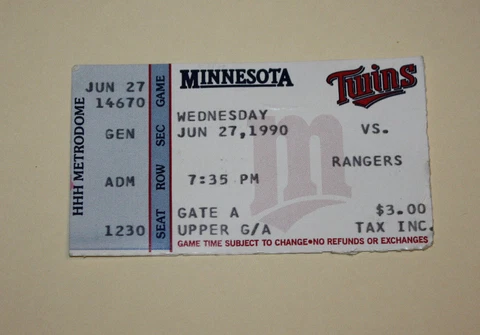 HHH METRODOME
JUN 27
14670
GEN
ADM
1230
GAME
SEC
ROW
SEAT
MINNESOTA
Twins
WEDNESDAY
JUN 27,1990
VS.
RANGERS
7:35 PM
GATE A
$3.00
UPPER G/A
TAX INC.
GAME TIME SUBJECT TO CHANGE•NO REFUNDS OR EXCHANGES
m